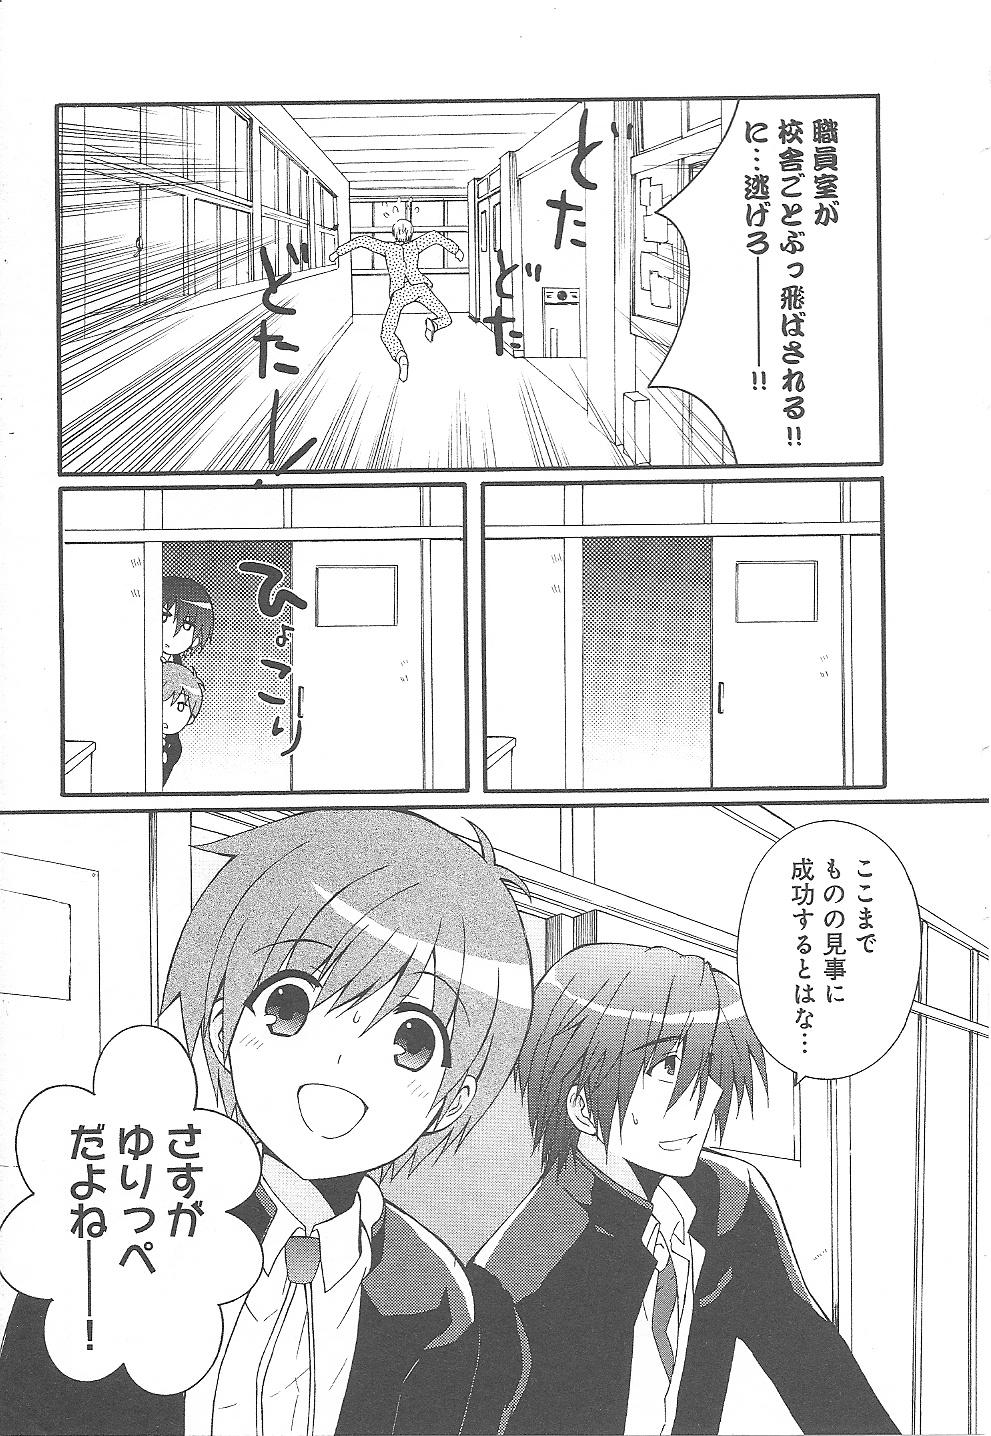 職員室が
校舎ごとぶっ飛ばされる!!
に…逃げろ――!!
どた
どた
どたー
ひょこり
ここまで
ものの見事に
成功するとはな…
さすが
ゆりっぺ
だよね――!